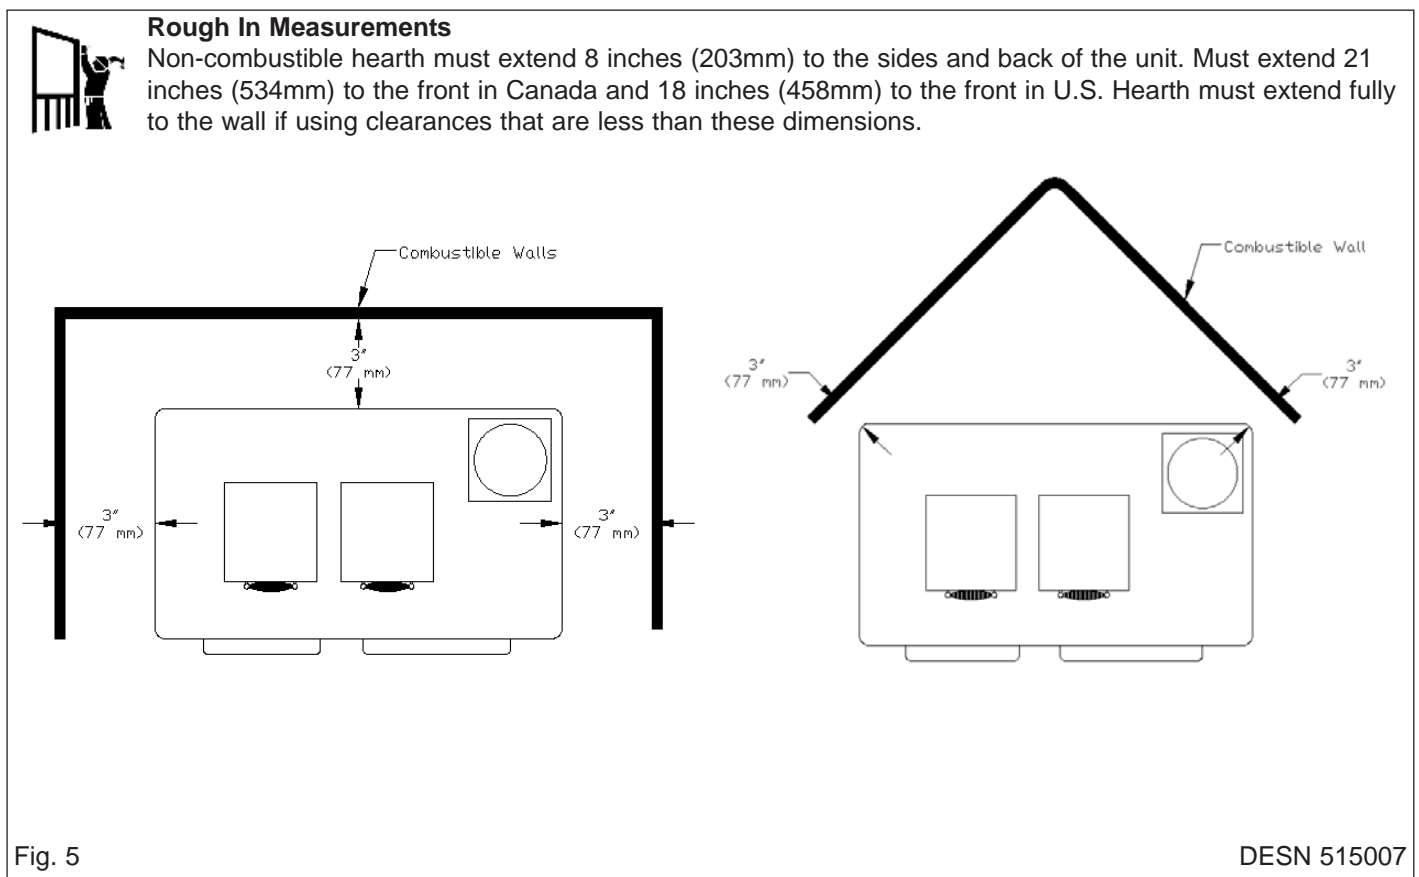 Rough In Measurements
Non-combustible hearth must extend 8 inches (203mm) to the sides and back of the unit. Must extend 21
inches (534mm) to the front in Canada and 18 inches (458mm) to the front in U.S. Hearth must extend fully
to the wall if using clearances that are less than these dimensions.
Combustible Walls
3"
(77 mm)
3"
(77 mm)
3"
(77 mm)
Combustible Wall
3"
(77 mm)
3"
(77 mm)
Fig. 5
DESN 515007